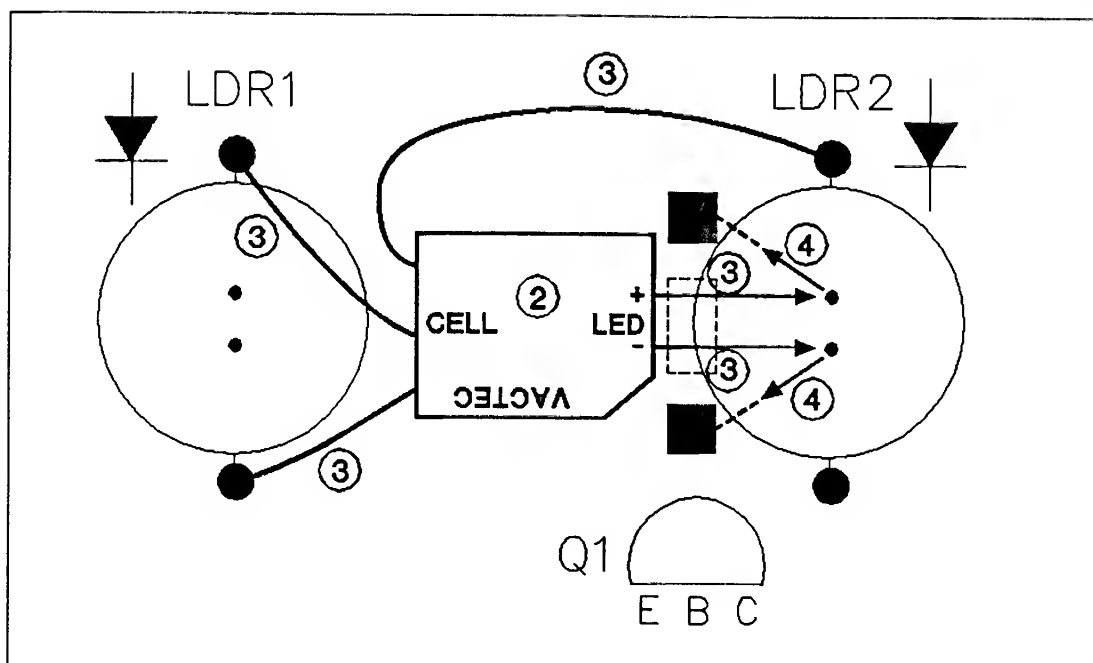 ③
LDR1
LDR2
③
④
③
②
+
CELL
LED
-
③
④
VACTEC
③
Q1
E B C